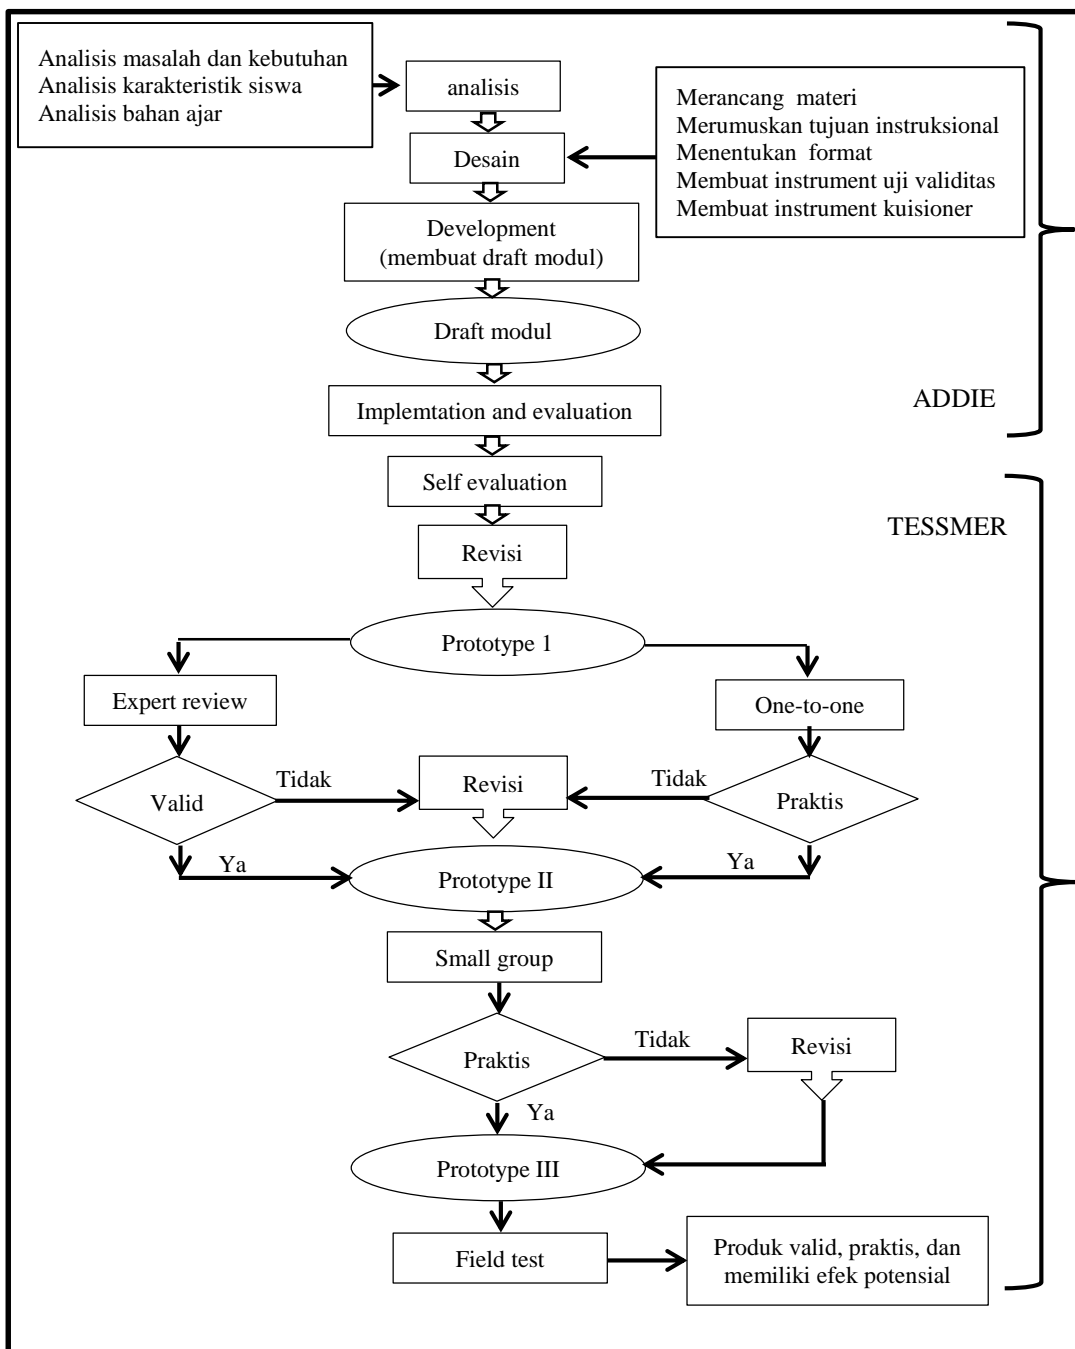 Analisis masalah dan kebutuhan
Analisis karakteristik siswa
Analisis bahan ajar
analisis
Merancang materi
Merumuskan tujuan instruksional
Menentukan format
Membuat instrument uji validitas
Membuat instrument kuisioner
Desain
Development
(membuat draft modul)
Draft modul
Implemtation and evaluation
ADDIE
Self evaluation
TESSMER
Revisi
Prototype 1
Expert review
One-to-one
Valid
Tidak
Revisi
Tidak
Praktis
Ya
Prototype II
Ya
Small group
Praktis
Tidak
Revisi
Ya
Prototype III
Field test
Produk valid, praktis, dan
memiliki efek potensial